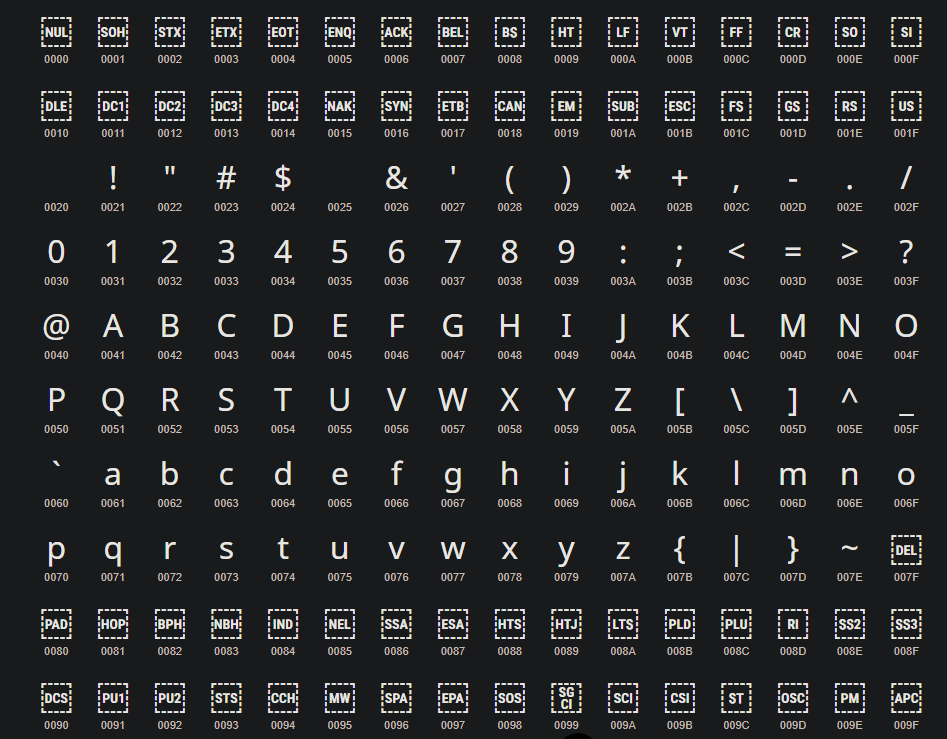 NUL SOH STX ETX EOT ENQ ACK BEL BS HT LF VT FF CR SO SI
0000 0001 0002 0003 0004 0005 0006 0007 0008 0009 000A 000B 000C 000D 000E 000F
DLE DC1 DC2 DC3 DC4 NAK SYN ETB CAN EM SUB ESC FS GS RS US
0010 0011 0012 0013 0014 0015 0016 0017 0018 0019 001A 001B 001C 001D 001E 001F
! " # $ & ' ( ) * + , - . /
0020 0021 0022 0023 0024 0025 0026 0027 0028 0029 002A 002B 002C 002D 002E 002F
0 1 2 3 4 5 6 7 8 9 : ; < = > ?
0030 0031 0032 0033 0034 0035 0036 0037 0038 0039 003A 003B 003C 003D 003E 003F
@ A B C D E F G H I J K L M N O
0040 0041 0042 0043 0044 0045 0046 0047 0048 0049 004A 004B 004C 004D 004E 004F
P Q R S T U V W X Y Z [ \ ] ^ _
0050 0051 0052 0053 0054 0055 0056 0057 0058 0059 005A 005B 005C 005D 005E 005F
` a b c d e f g h i j k l m n o
0060 0061 0062 0063 0064 0065 0066 0067 0068 0069 006A 006B 006C 006D 006E 006F
p q r s t u v w x y z { | } ~ DEL
0070 0071 0072 0073 0074 0075 0076 0077 0078 0079 007A 007B 007C 007D 007E 007F
PAD HOP BPH NBH IND NEL SSA ESA HTS HTJ LTS PLD PLU RI SS2 SS3
0080 0081 0082 0083 0084 0085 0086 0087 0088 0089 008A 008B 008C 008D 008E 008F
DCS PU1 PU2 STS CCH MW SPA EPA SOS SGCI SCI CSI ST OSC PM APC
0090 0091 0092 0093 0094 0095 0096 0097 0098 0099 009A 009B 009C 009D 009E 009F